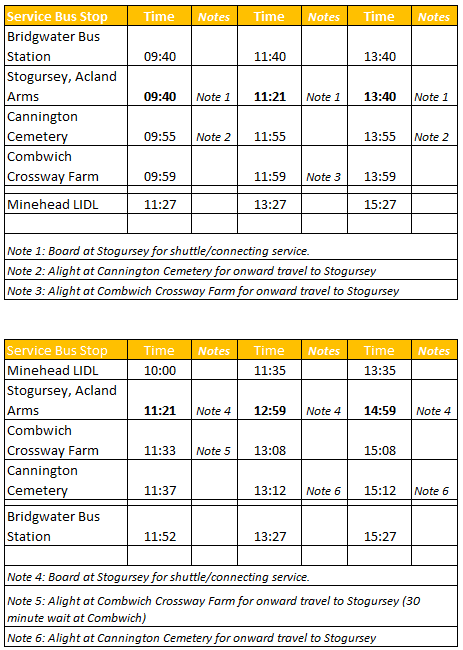 Service Bus Stop Time Notes Time Notes Time Notes
Bridgwater Bus
Station 09:40 11:40 13:40
Stogursey, Acland
Arms 09:40 Note 1 11:21 Note 1 13:40 Note 1
Cannington
Cemetery 09:55 Note 2 11:55 13:55 Note 2
Combwich
Crossway Farm 09:59 11:59 Note 3 13:59
Minehead LIDL 11:27 13:27 15:27
Note 1: Board at Stogursey for shuttle/connecting service.
Note 2: Alight at Cannington Cemetery for onward travel to Stogursey
Note 3: Alight at Combwich Crossway Farm for onward travel to Stogursey
Service Bus Stop Time Notes Time Notes Time Notes
Minehead LIDL 10:00 11:35 13:35
Stogursey, Acland
Arms 11:21 Note 4 12:59 Note 4 14:59 Note 4
Combwich
Crossway Farm 11:33 Note 5 13:08 15:08
Cannington
Cemetery 11:37 13:12 Note 6 15:12 Note 6
Bridgwater Bus
Station 11:52 13:27 15:27
Note 4: Board at Stogursey for shuttle/connecting service.
Note 5: Alight at Combwich Crossway Farm for onward travel to Stogursey (30
minute wait at Combwich)
Note 6: Alight at Cannington Cemetery for onward travel to Stogursey